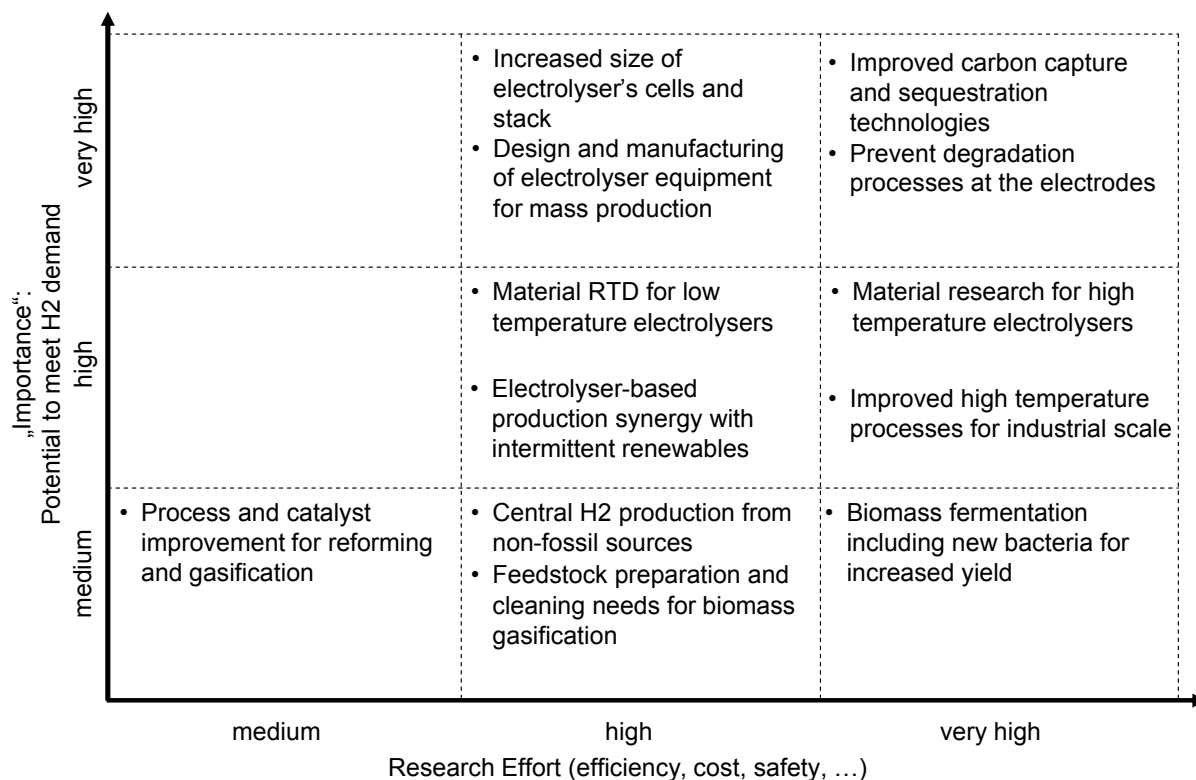 „Importance“:
Potential to meet H2 demand
very high
• Increased size of
electrolyser’s cells and
stack
• Design and manufacturing
of electrolyser equipment
for mass production
• Improved carbon capture
and sequestration
technologies
• Prevent degradation
processes at the electrodes
high
• Material RTD for low
temperature electrolysers
• Electrolyser-based
production synergy with
intermittent renewables
• Material research for high
temperature electrolysers
• Improved high temperature
processes for industrial scale
medium
• Process and catalyst
improvement for reforming
and gasification
• Central H2 production from
non-fossil sources
• Feedstock preparation and
cleaning needs for biomass
gasification
• Biomass fermentation
including new bacteria for
increased yield
medium
high
very high
Research Effort (efficiency, cost, safety, …)